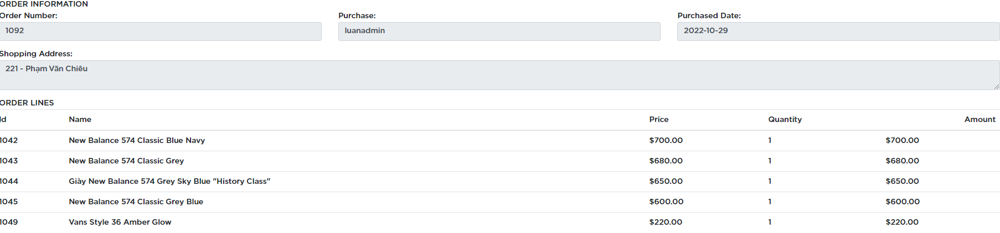 ORDER INFORMATION
Order Number: Purchase: Purchased Date:
1092 luanadmin 2022-10-29
Shopping Address:
221 - Phạm Văn Chiêu
ORDER LINES
Id Name Price Quantity Amount
1042 New Balance 574 Classic Blue Navy $700.00 1 $700.00
1043 New Balance 574 Classic Grey $680.00 1 $680.00
1044 Giày New Balance 574 Grey Sky Blue "History Class" $650.00 1 $650.00
1045 New Balance 574 Classic Grey Blue $600.00 1 $600.00
1049 Vans Style 36 Amber Glow $220.00 1 $220.00